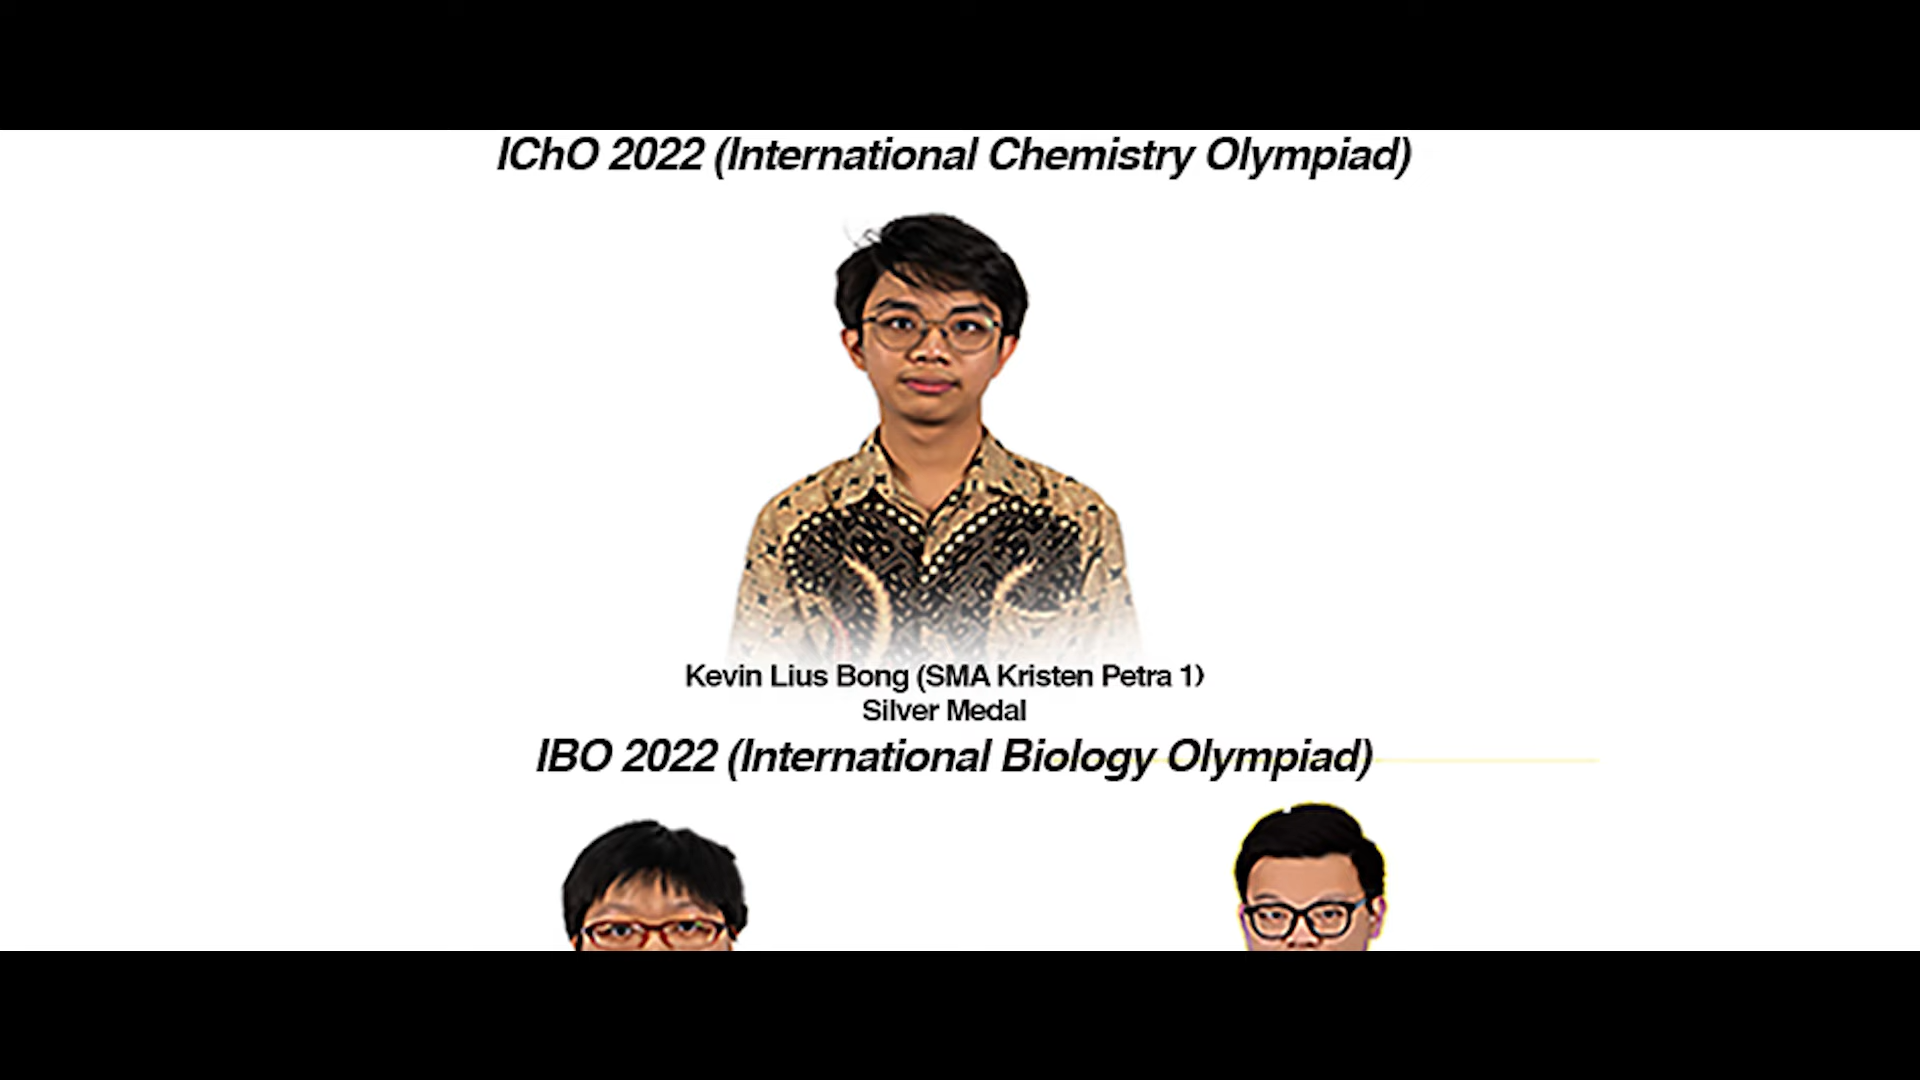 IChO 2022 (International Chemistry Olympiad)
Kevin Lius Bong (SMA Kristen Petra 1)
Silver Medal
IBO 2022 (International Biology Olympiad)